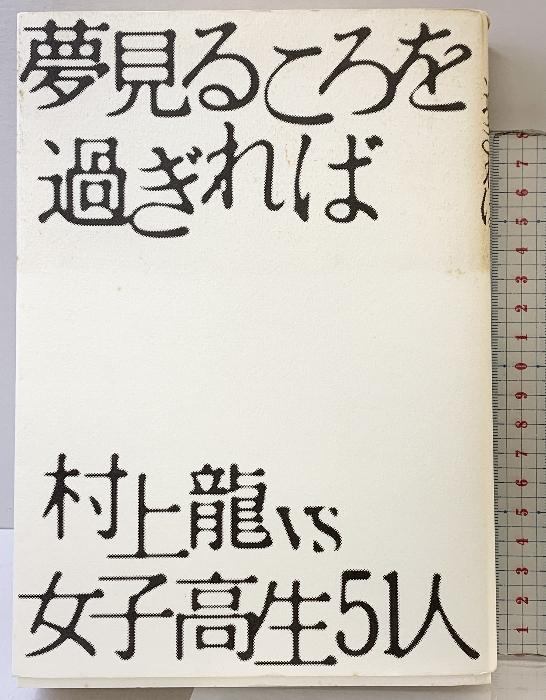 夢見るころを
過ぎれば
村上龍vs
女子高生51人